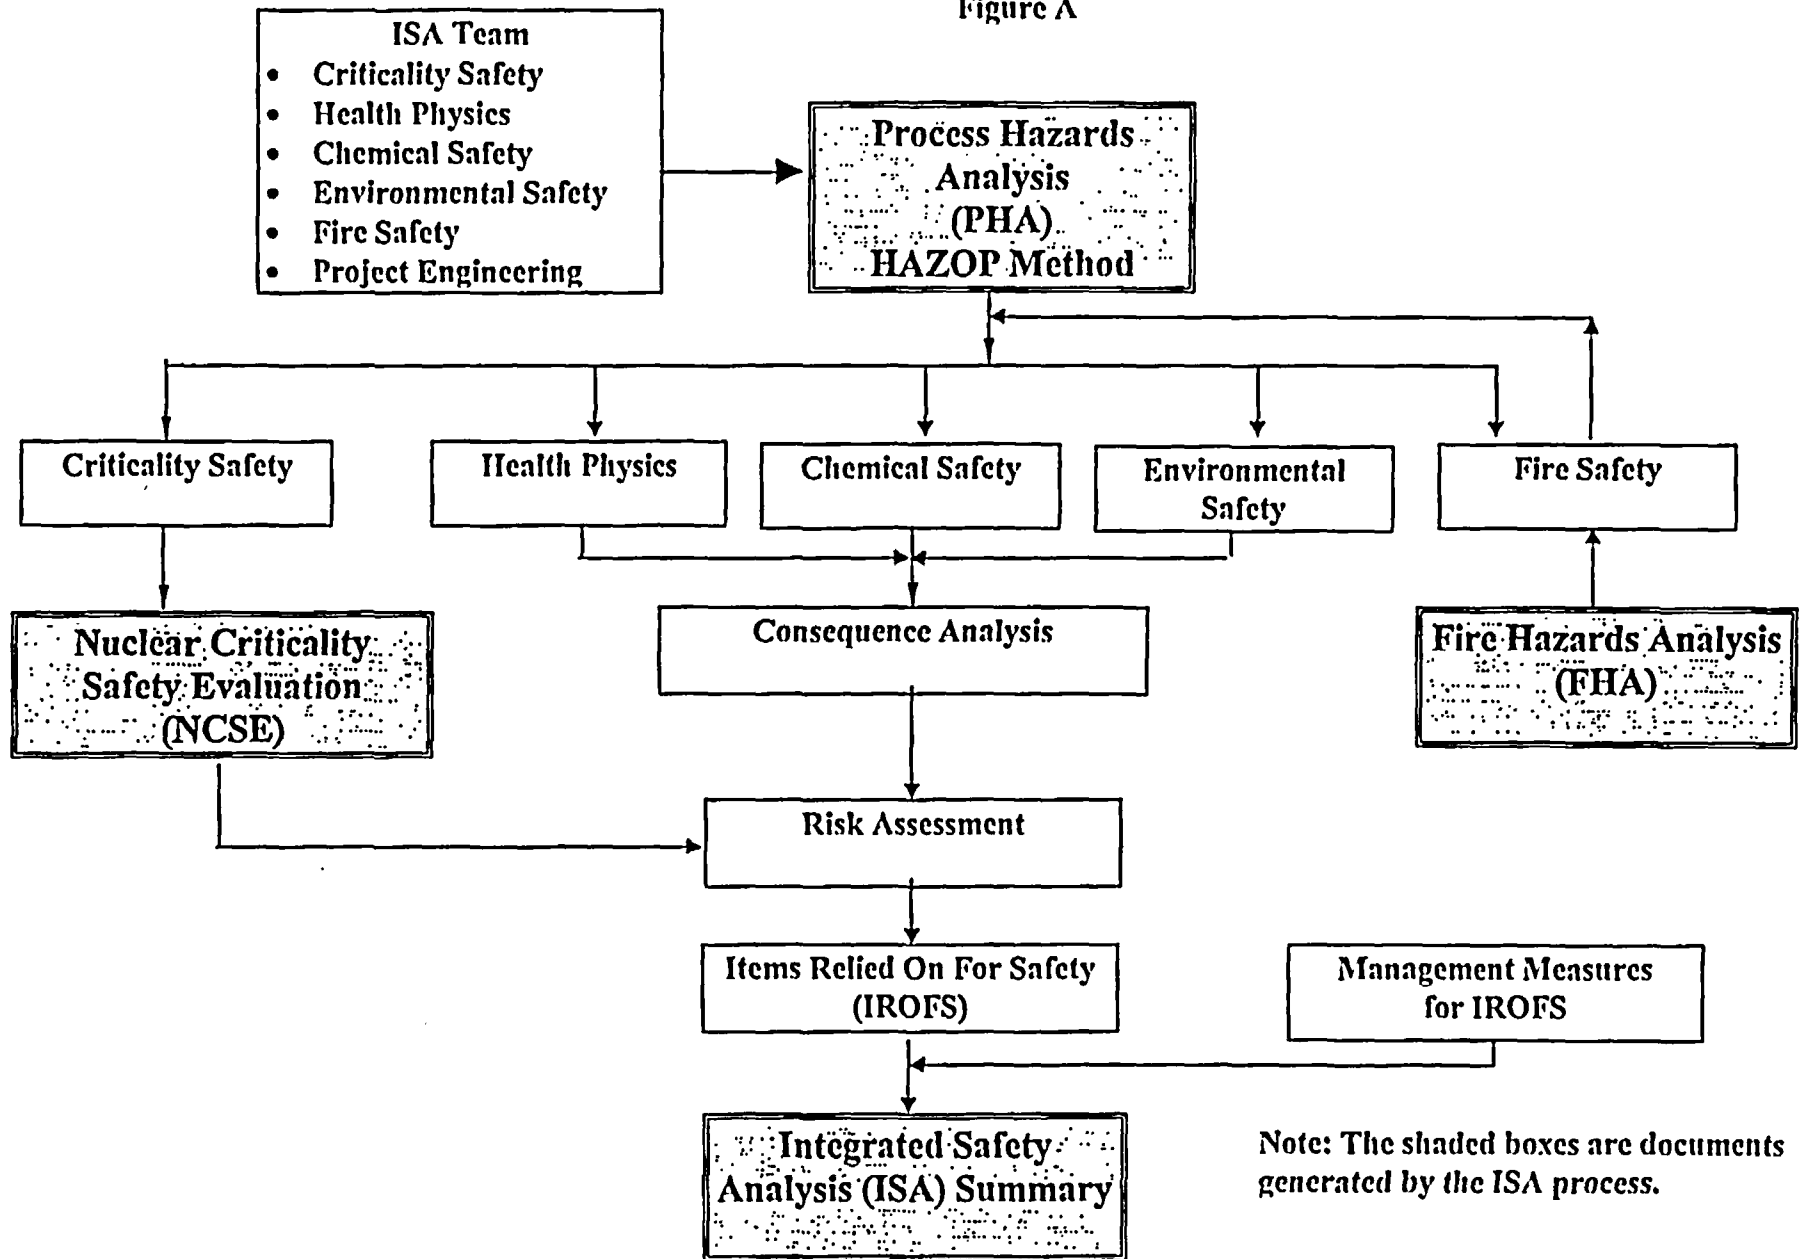 Figure A
ISA Team
• Criticality Safety
• Health Physics
• Chemical Safety
• Environmental Safety
• Fire Safety
• Project Engineering
Process Hazards
Analysis
(PHA)
HAZOP Method
Criticality Safety
Health Physics
Chemical Safety
Environmental
Safety
Fire Safety
Nuclear Criticality
Safety Evaluation
(NCSE)
Consequence Analysis
Fire Hazards Analysis
(FHA)
Risk Assessment
Items Relied On For Safety
(IROFS)
Management Measures
for IROFS
Integrated Safety
Analysis (ISA) Summary
Note: The shaded boxes are documents
generated by the ISA process.